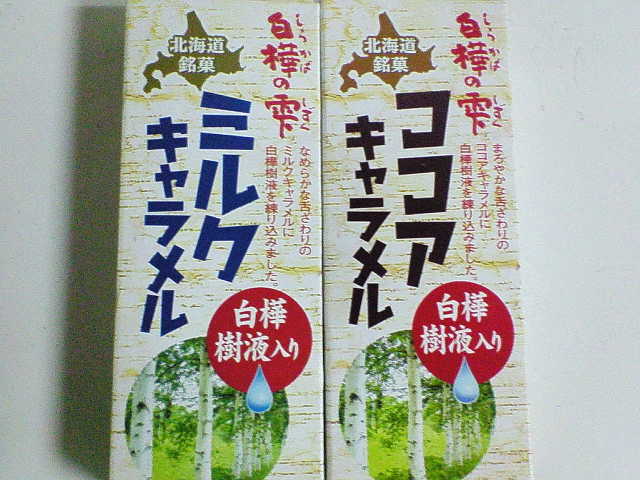 北海道
銘菓
しらかば
白樺の雫
しずく
ミルク
キャラメル
なめらかな舌ざわりの
ミルクキャラメルに
白樺樹液を練り込みました。
白樺
樹液入り
北海道
銘菓
しらかば
白樺の雫
しずく
ココア
キャラメル
まろやかな舌ざわりの
ココアキャラメルに
白樺樹液を練り込みました。
白樺
樹液入り